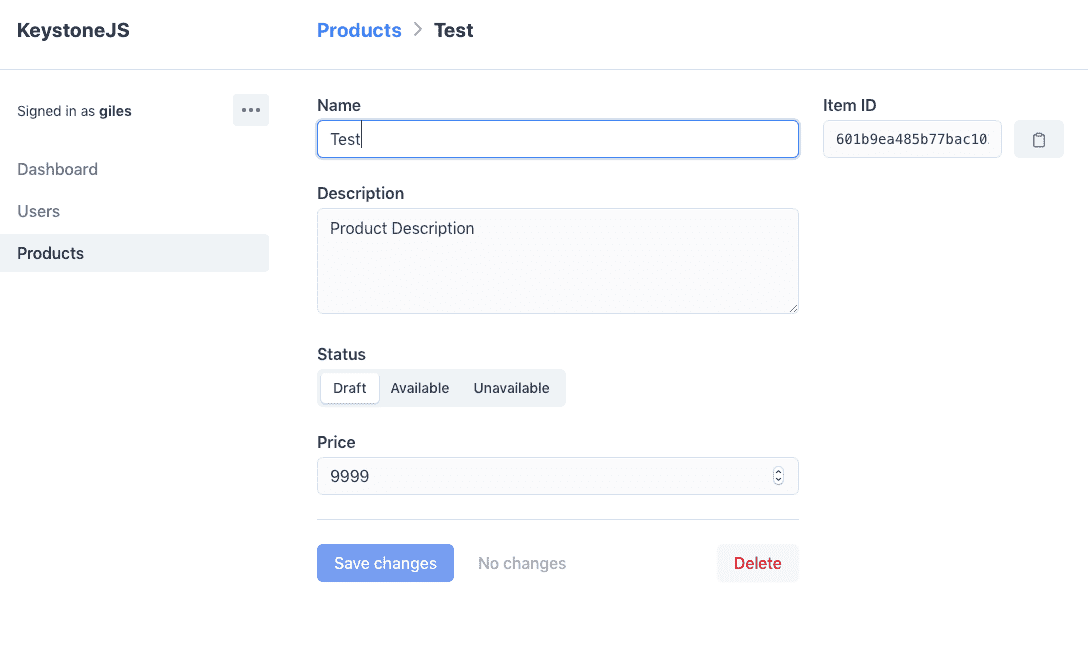 KeystoneJS
Products > Test
Signed in as giles
Dashboard
Users
Products
Name
Test
Item ID
601b9ea485b77bac10
Description
Product Description
Status
Draft Available Unavailable
Price
9999
Save changes No changes Delete